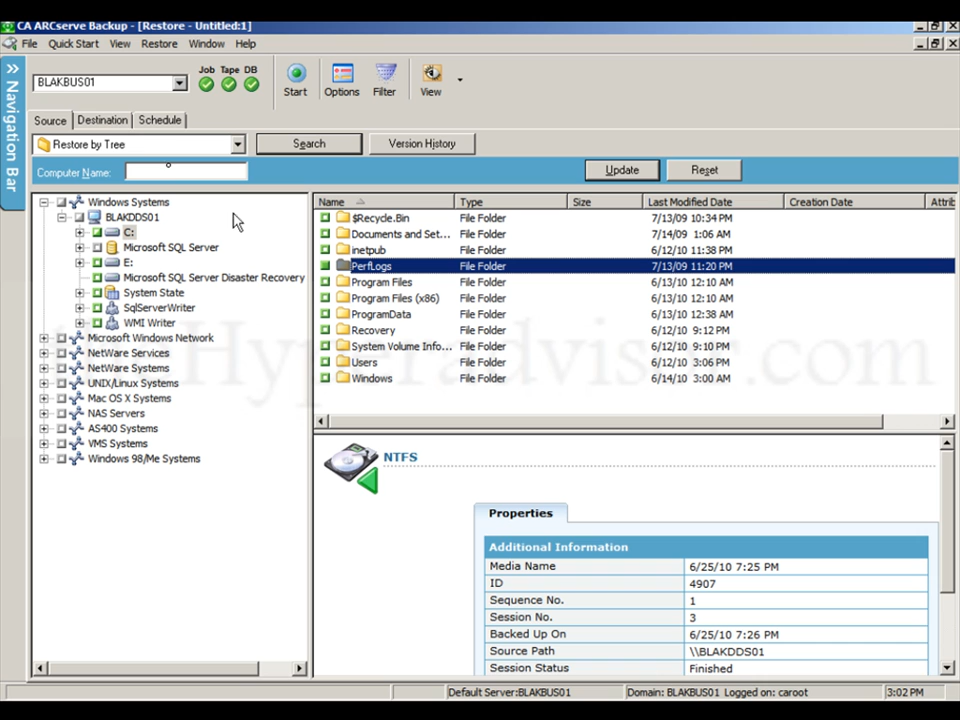 CA ARCserve Backup - [Restore - Untitled:1]
File Quick Start View Restore Window Help
Navigation Bar
BLAKBUS01
Job Tape DB
Start Options Filter View
Source Destination Schedule
Restore by Tree Search Version History
Computer Name: Update Reset
Windows Systems
BLAKDDS01
C:
Microsoft SQL Server
E:
Microsoft SQL Server Disaster Recovery
System State
SqlServerWriter
WMI Writer
Microsoft Windows Network
NetWare Services
NetWare Systems
UNIX/Linux Systems
Mac OS X Systems
NAS Servers
AS400 Systems
VMS Systems
Windows 98/Me Systems
Name Type Size Last Modified Date Creation Date Attrib
$Recycle.Bin File Folder 7/13/09 10:34 PM
Documents and Set... File Folder 7/14/09 1:06 AM
inetpub File Folder 6/12/10 11:38 PM
PerfLogs File Folder 7/13/09 11:20 PM
Program Files File Folder 6/13/10 12:10 AM
Program Files (x86) File Folder 6/13/10 12:10 AM
ProgramData File Folder 6/13/10 12:38 AM
Recovery File Folder 6/12/10 9:12 PM
System Volume Info... File Folder 6/12/10 9:10 PM
Users File Folder 6/12/10 3:06 PM
Windows File Folder 6/14/10 3:00 AM
NTFS
Properties
Additional Information
Media Name 6/25/10 7:25 PM
ID 4907
Sequence No. 1
Session No. 3
Backed Up On 6/25/10 7:26 PM
Source Path \\BLAKDDS01
Session Status Finished
Default Server:BLAKBUS01 Domain: BLAKBUS01 Logged on: caroot 3:02 PM